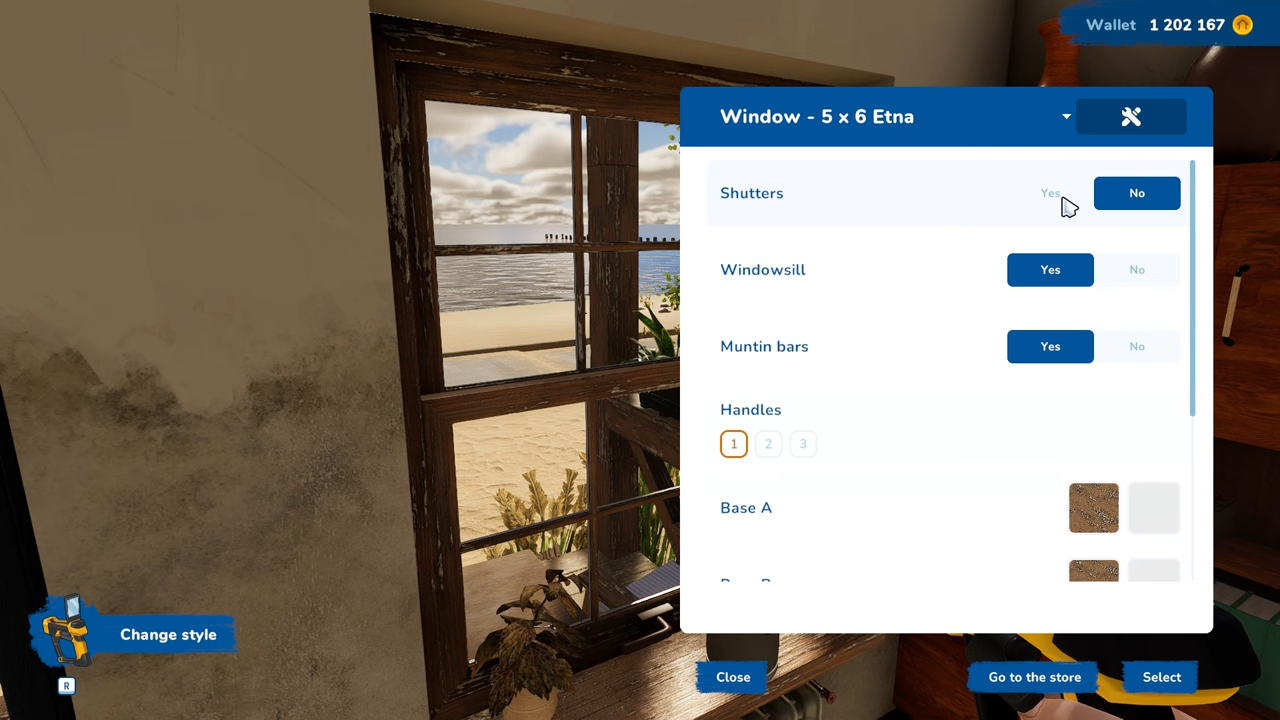 Wallet 1 202 167
Window - 5 x 6 Etna
Shutters Yes No
Windowsill Yes No
Muntin bars Yes No
Handles
1 2 3
Base A
Change style
R
Close Go to the store Select